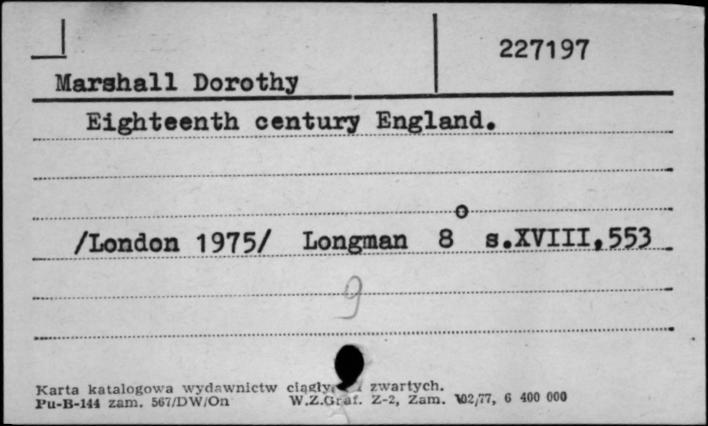 227197
Marshall Dorothy
Eighteenth century England.
/London 1975/ Longman 8° s.XVIII,553
9
Karta katalogowa wydawnictw zwartych.
Pu-B-144 zam. 567/DW/On W.Z.Graf. Z-2, Zam. 102/77, 6 400 000